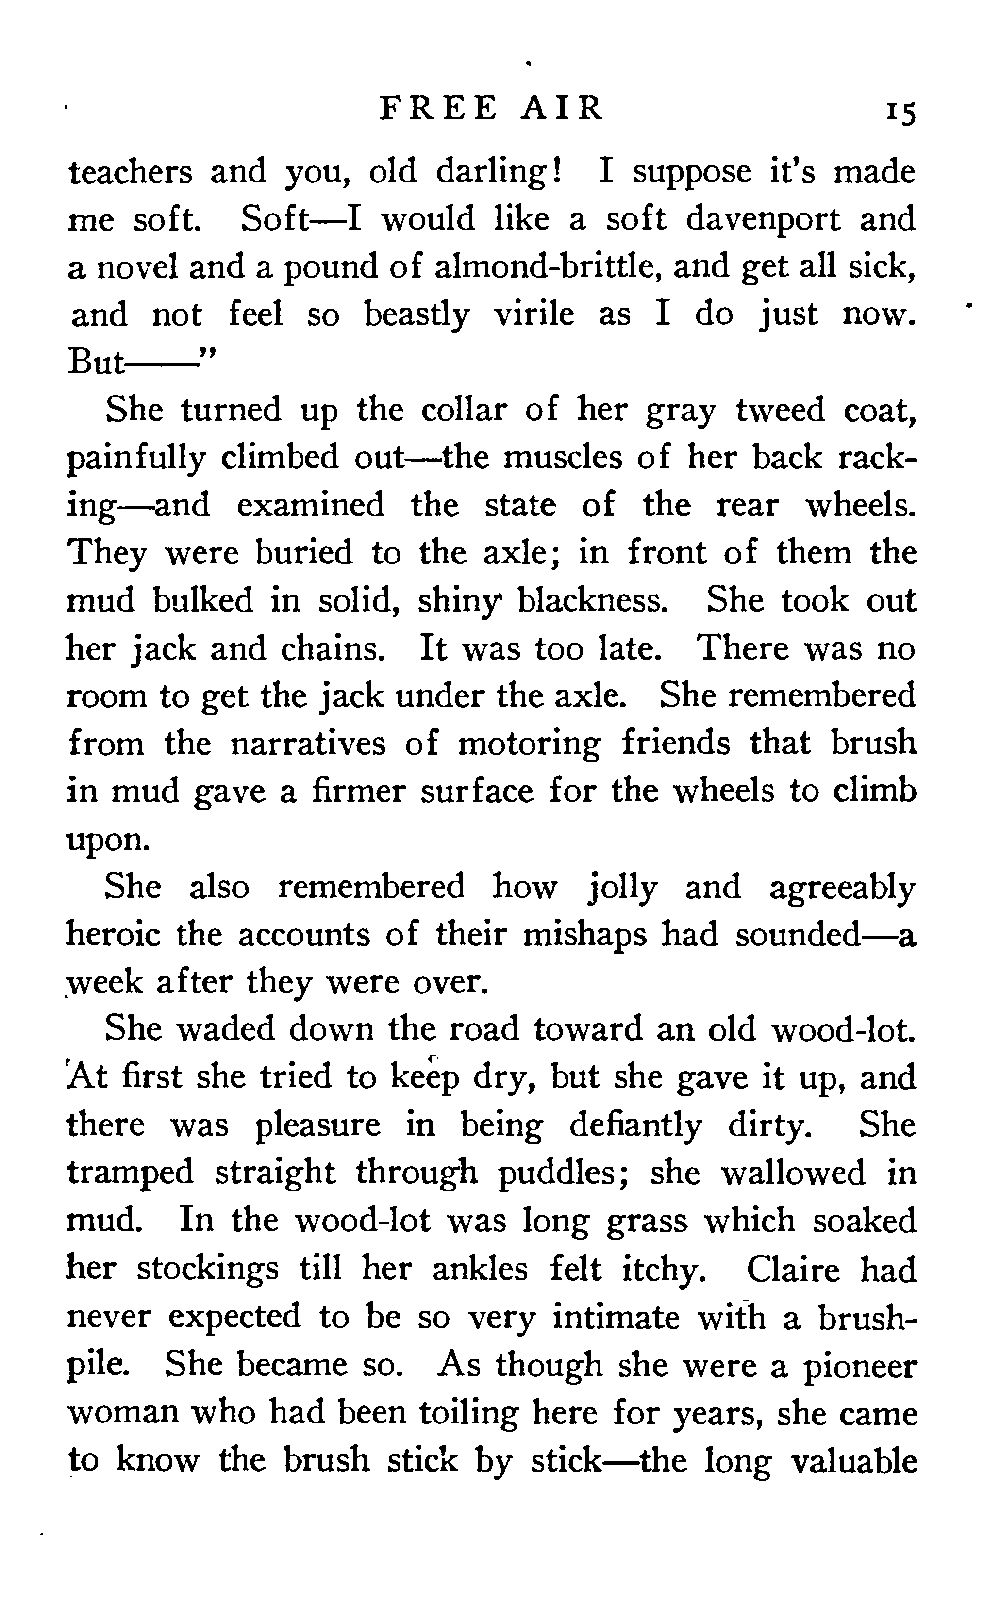 FREE AIR 15
teachers and you, old darling! I suppose it's made
me soft. Soft—I would like a soft davenport and
a novel and a pound of almond-brittle, and get all sick,
and not feel so beastly virile as I do just now.
But——"
She turned up the collar of her gray tweed coat,
painfully climbed out—the muscles of her back rack-
ing—and examined the state of the rear wheels.
They were buried to the axle; in front of them the
mud bulked in solid, shiny blackness. She took out
her jack and chains. It was too late. There was no
room to get the jack under the axle. She remembered
from the narratives of motoring friends that brush
in mud gave a firmer surface for the wheels to climb
upon.
She also remembered how jolly and agreeably
heroic the accounts of their mishaps had sounded—a
week after they were over.
She waded down the road toward an old wood-lot.
At first she tried to keep dry, but she gave it up, and
there was pleasure in being defiantly dirty. She
tramped straight through puddles; she wallowed in
mud. In the wood-lot was long grass which soaked
her stockings till her ankles felt itchy. Claire had
never expected to be so very intimate with a brush-
pile. She became so. As though she were a pioneer
woman who had been toiling here for years, she came
to know the brush stick by stick—the long valuable